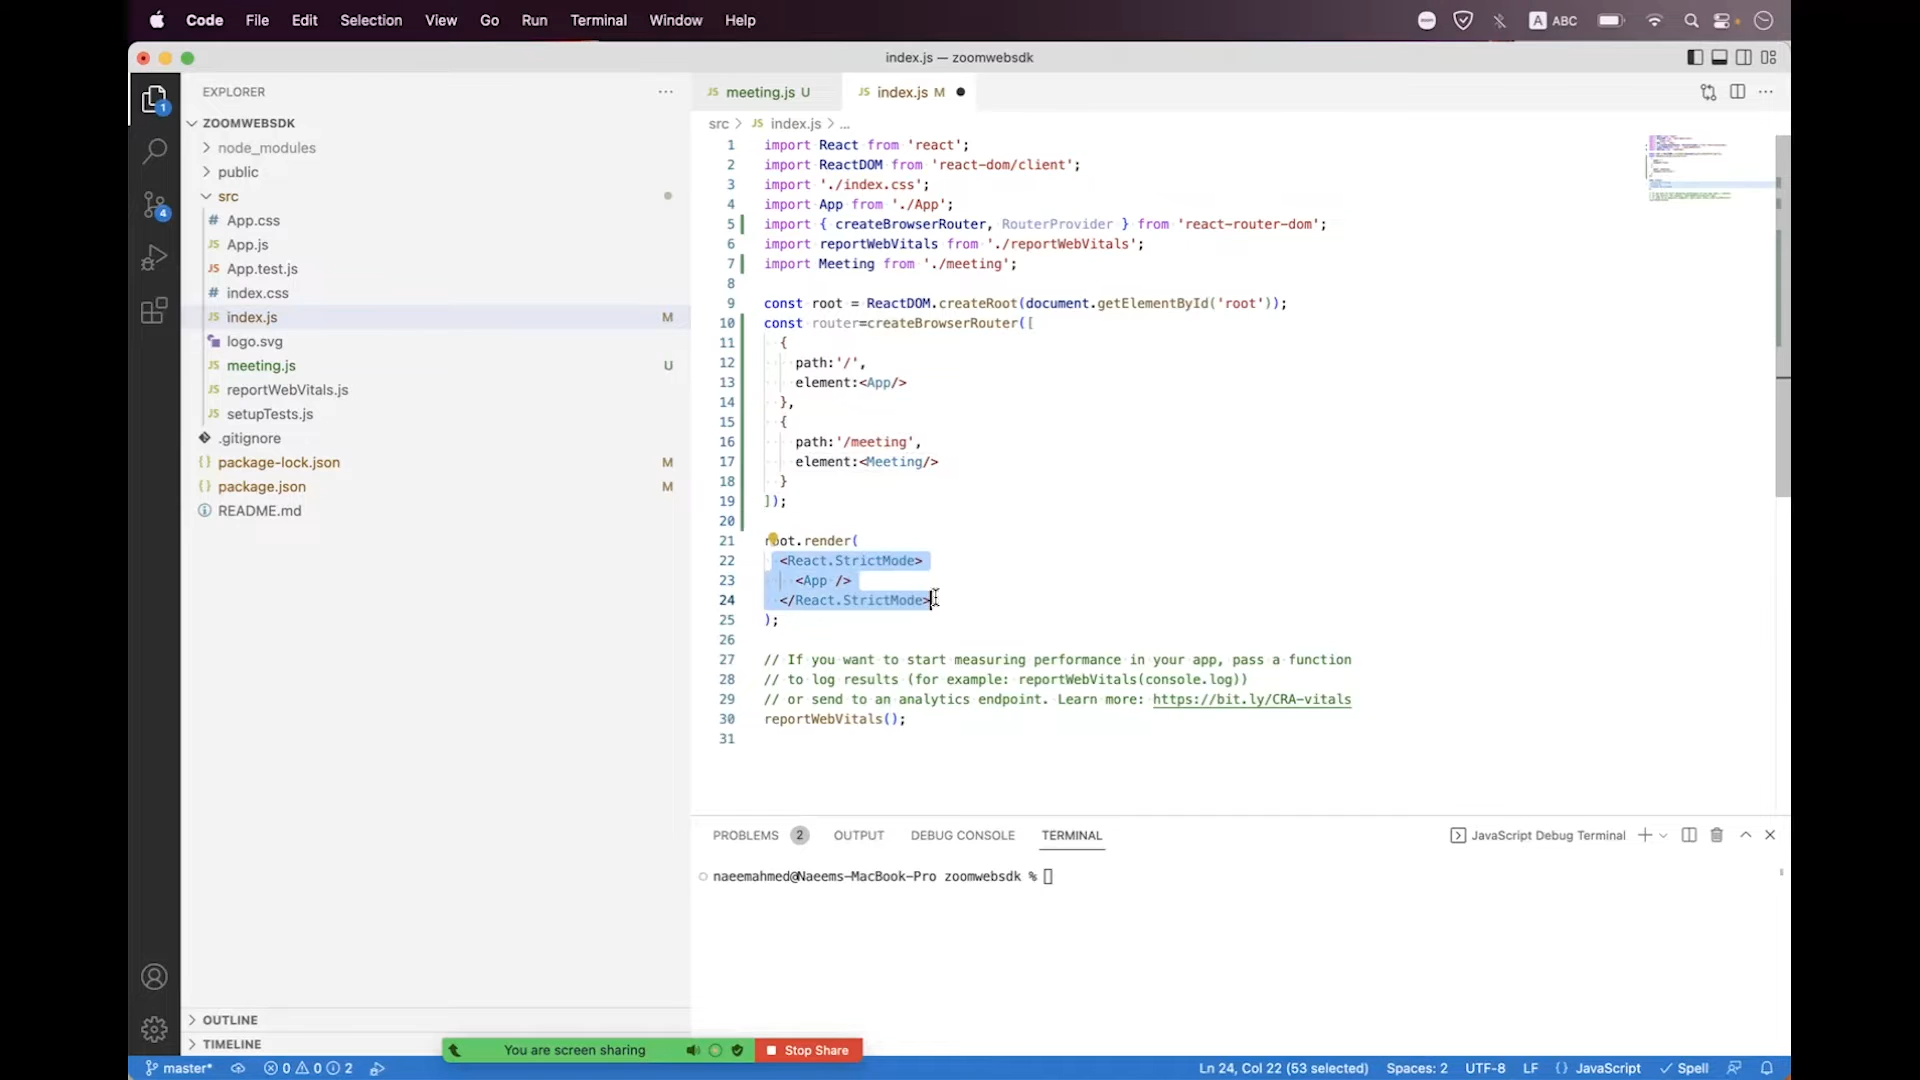 Code File Edit Selection View Go Run Terminal Window Help
A ABC
index.js — zoomwebsdk
EXPLORER
1
4
ZOOMWEBSDK
node_modules
public
src
# App.css
JS App.js
JS App.test.js
# index.css
JS index.js M
logo.svg
JS meeting.js U
JS reportWebVitals.js
JS setupTests.js
.gitignore
{} package-lock.json M
{} package.json M
README.md
OUTLINE
TIMELINE
JS meeting.js U
JS index.js M
src > JS index.js > ...
1 import React from 'react';
2 import ReactDOM from 'react-dom/client';
3 import './index.css';
4 import App from './App';
5 import { createBrowserRouter, RouterProvider } from 'react-router-dom';
6 import reportWebVitals from './reportWebVitals';
7 import Meeting from './meeting';
8
9 const root = ReactDOM.createRoot(document.getElementById('root'));
10 const router=createBrowserRouter([
11 {
12 path:'/',
13 element:<App/>
14 },
15 {
16 path:'/meeting',
17 element:<Meeting/>
18 }
19 ]);
20
21 root.render(
22 <React.StrictMode>
23 <App />
24 </React.StrictMode>
25 );
26
27 // If you want to start measuring performance in your app, pass a function
28 // to log results (for example: reportWebVitals(console.log))
29 // or send to an analytics endpoint. Learn more: https://bit.ly/CRA-vitals
30 reportWebVitals();
31
PROBLEMS 2 OUTPUT DEBUG CONSOLE TERMINAL
JavaScript Debug Terminal
naeemahmed@Naeems-MacBook-Pro zoomwebsdk %
You are screen sharing
Stop Share
master* 0 0 2
Ln 24, Col 22 (53 selected) Spaces: 2 UTF-8 LF {} JavaScript Spell